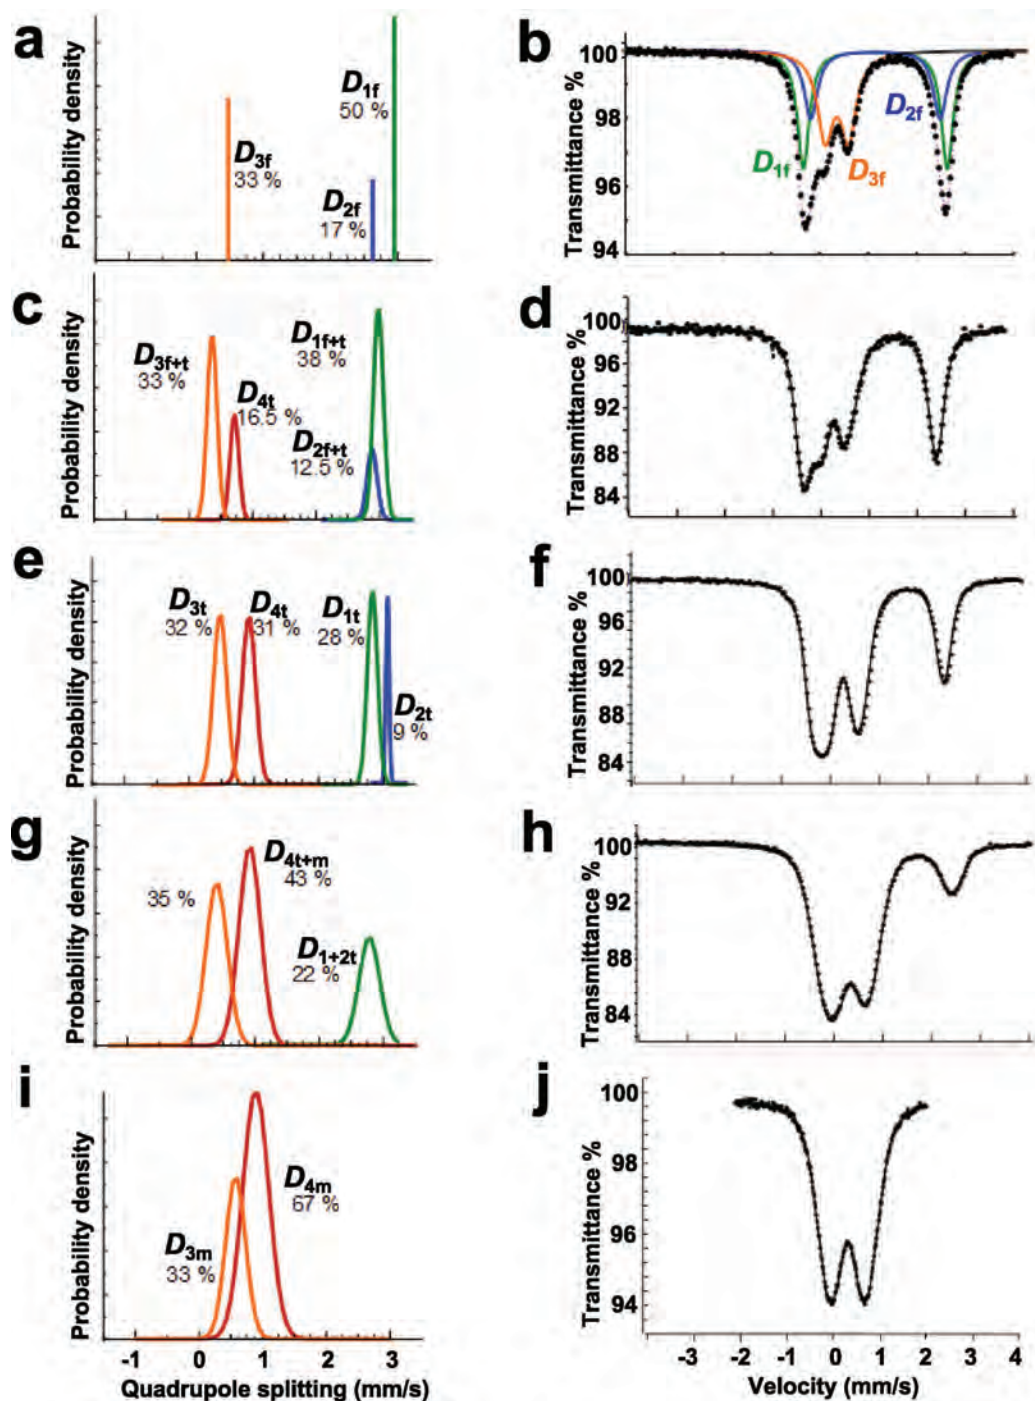 a
Probability density
D3f
33 %
D2f
17 %
D1f
50 %
b
Transmittance %
100
98
96
94
D1f
D3f
D2f
c
Probability density
D3f+t
33 %
D4t
16.5 %
D1f+t
38 %
D2f+t
12.5 %
d
Transmittance %
100
96
92
88
84
e
Probability density
D3t
32 %
D4t
31 %
D1t
28 %
D2t
9 %
f
Transmittance %
100
96
92
88
84
g
Probability density
35 %
D4t+m
43 %
D1+2t
22 %
h
Transmittance %
100
92
88
84
i
Probability density
D3m
33 %
D4m
67 %
-1 0 1 2 3
Quadrupole splitting (mm/s)
j
Transmittance %
100
98
96
94
-3 -2 -1 0 1 2 3 4
Velocity (mm/s)